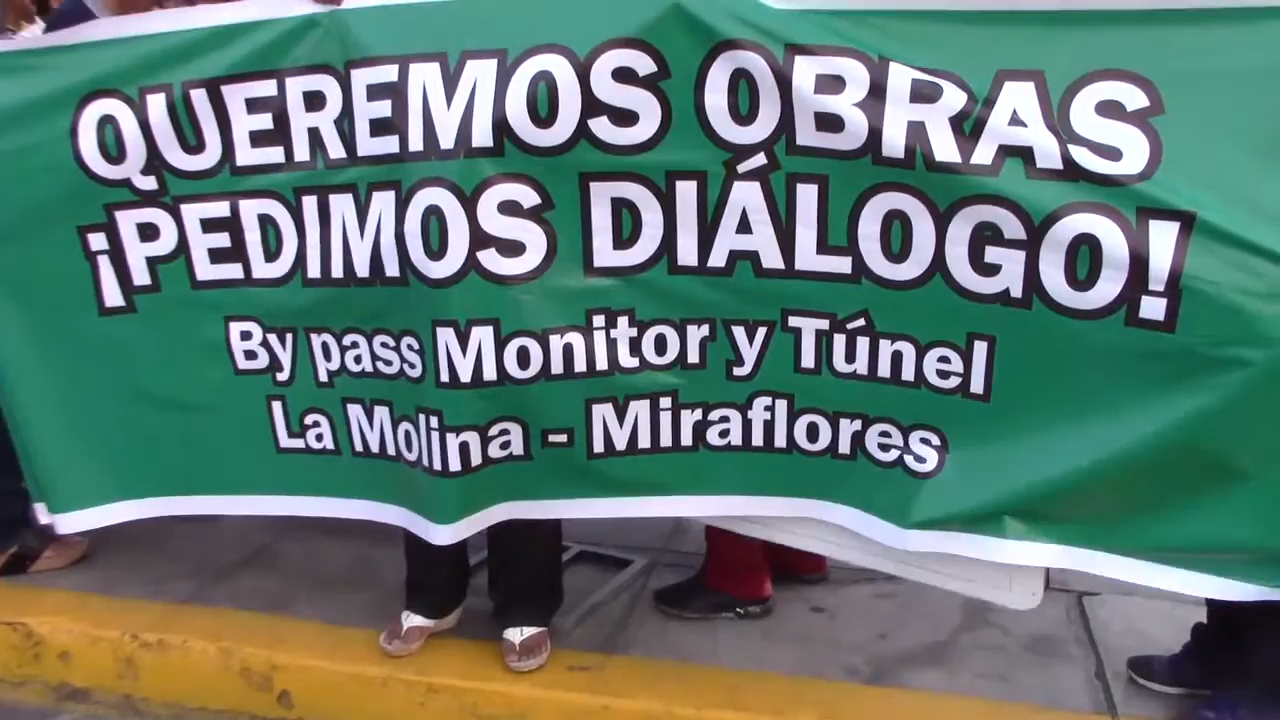 QUEREMOS OBRAS
¡PEDIMOS DIÁLOGO!
By pass Monitor y Túnel
La Molina - Miraflores